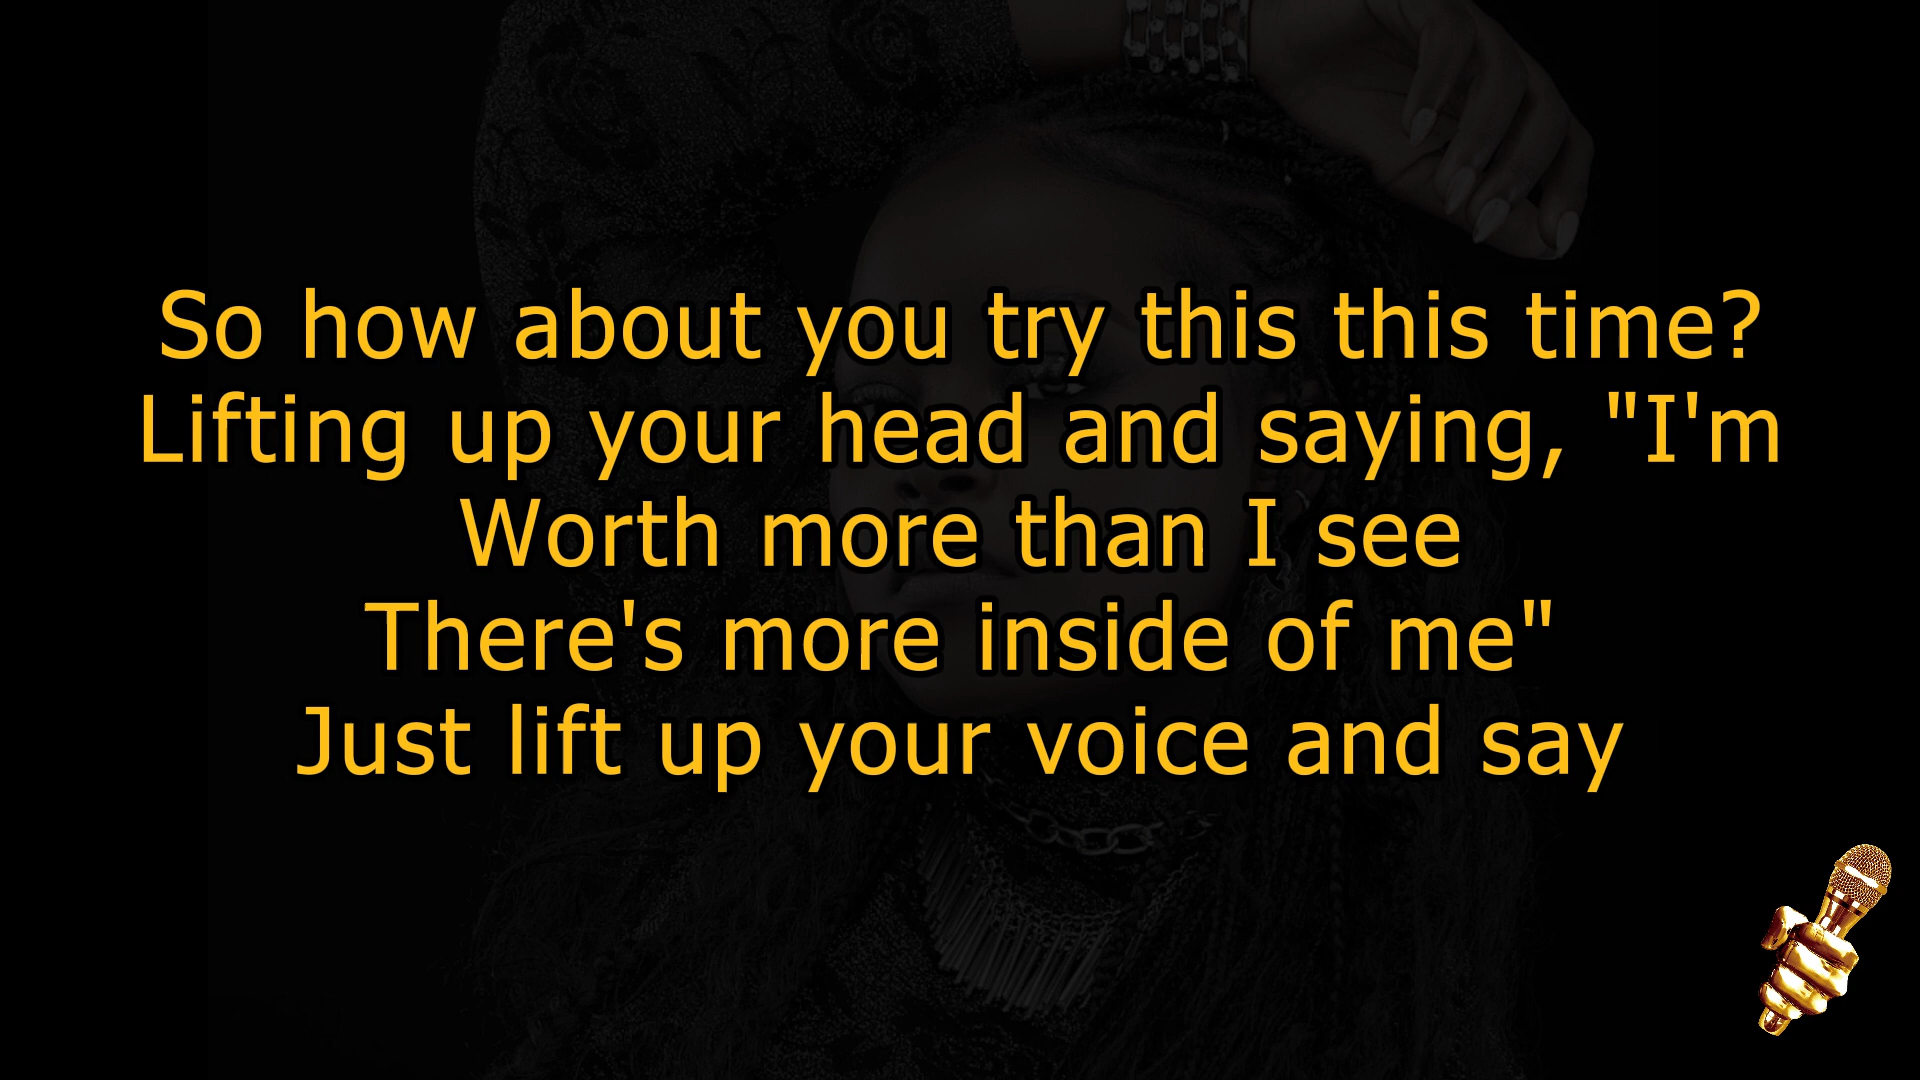 So how about you try this this time?
Lifting up your head and saying, "I'm
Worth more than I see
There's more inside of me"
Just lift up your voice and say